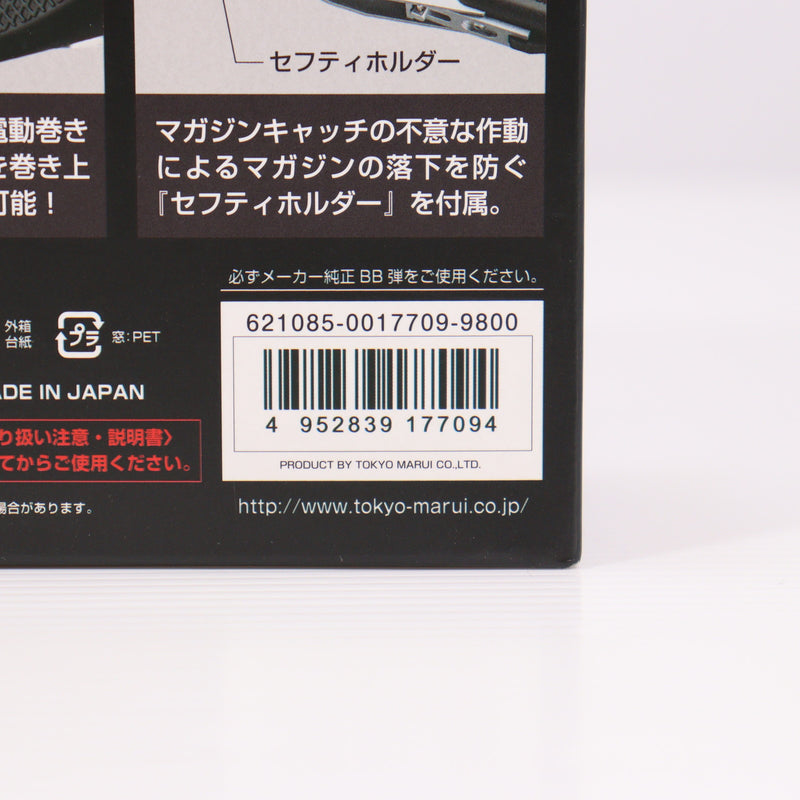 セフティホルダー
電動巻き
を巻き上
可能！
マガジンキャッチの不意な作動
によるマガジンの落下を防ぐ
『セフティホルダー』を付属。
必ずメーカー純正 BB 弾をご使用ください。
外箱
台紙
プラ
窓:PET
ADE IN JAPAN
り扱い注意・説明書〉
てからご使用ください。
場合があります。
621085-0017709-9800
4 952839 177094
PRODUCT BY TOKYO MARUI CO.,LTD.
http://www.tokyo-marui.co.jp/